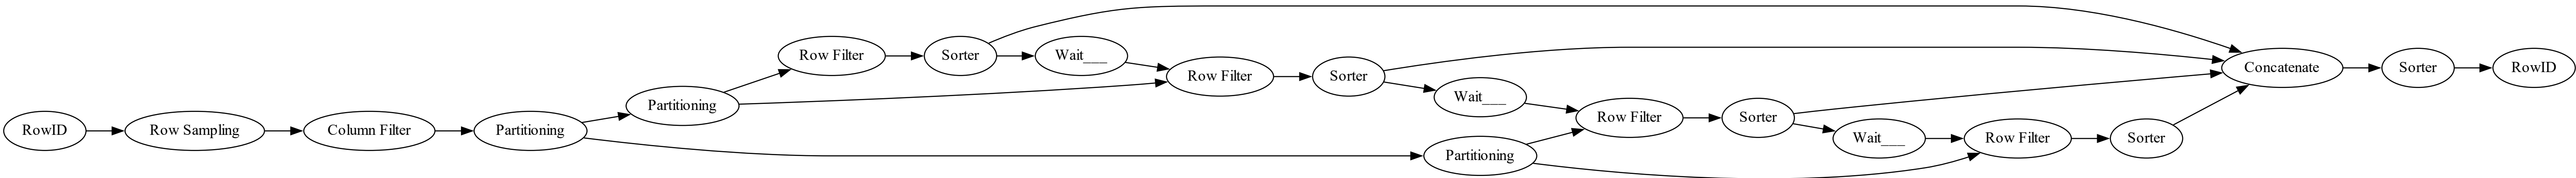 RowID
Row Sampling
Column Filter
Partitioning
Partitioning
Row Filter
Sorter
Wait___
Row Filter
Sorter
Wait___
Partitioning
Row Filter
Sorter
Wait___
Row Filter
Sorter
Concatenate
Sorter
RowID